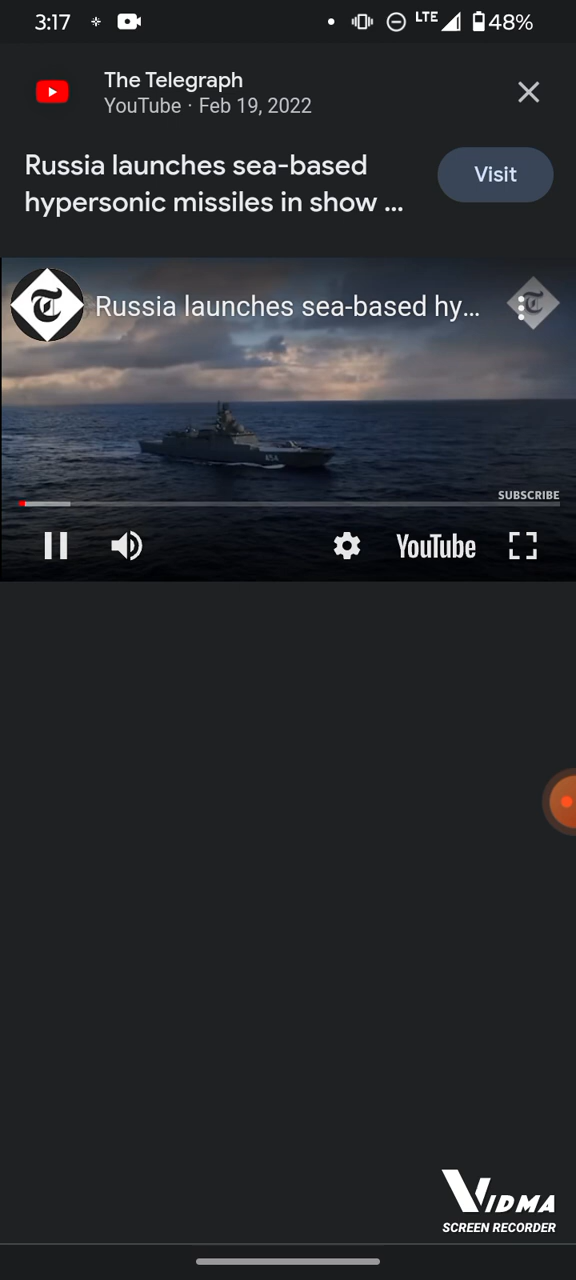 3:17
LTE
48%
The Telegraph
YouTube · Feb 19, 2022
Russia launches sea-based
hypersonic missiles in show ...
Visit
Russia launches sea-based hy...
454
SUBSCRIBE
YouTube
VIDMA
SCREEN RECORDER